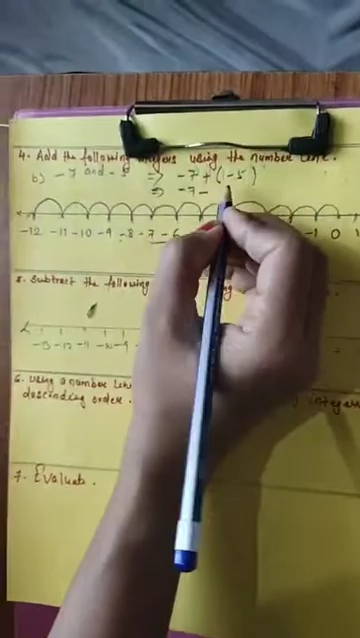 4. Add the following integers using the number line.
b) -7 and -5 ⇒ -7+(-5)
⇒ -7-
-12 -11 -10 -9 -8 -7 -6 -1 0 1
5. Subtract the following
-13 -12 -11 -10 -9
6. Using a number line
descending order. integers
7. Evaluate.